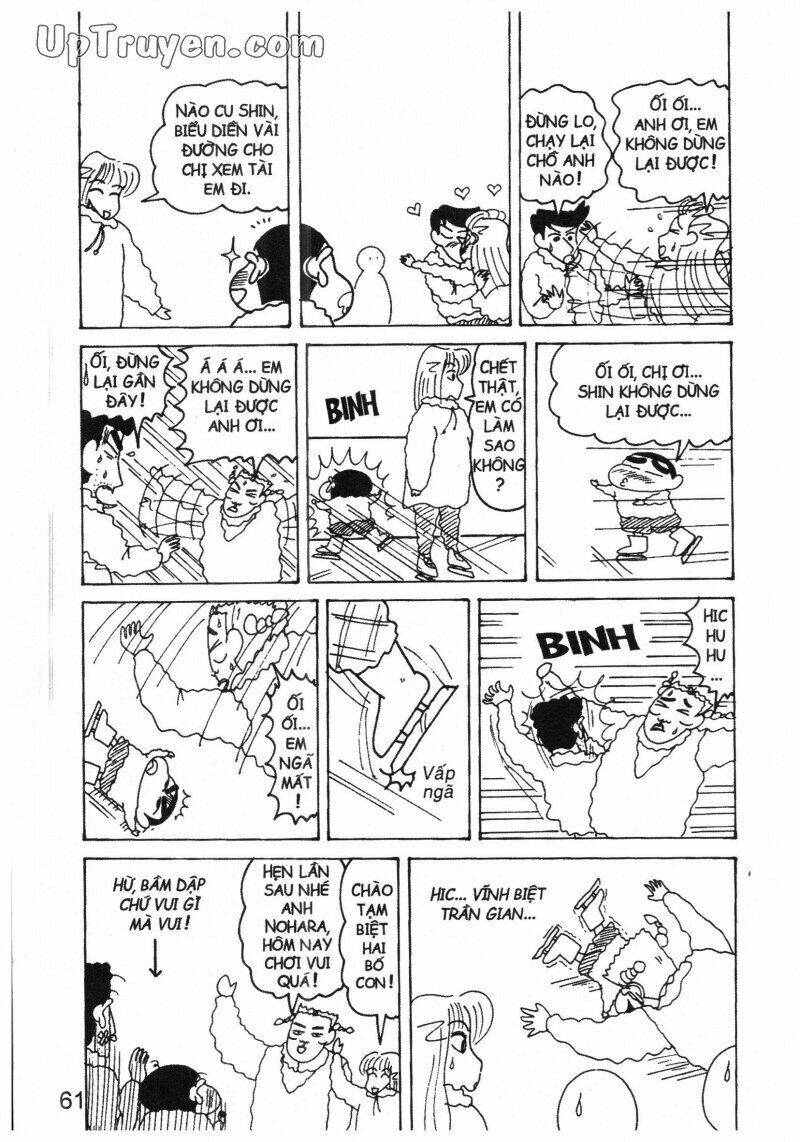 UpTruyen.com
ĐỪNG LO,
CHẠY LẠI
CHỖ ANH
NÀO!
ỐI ỐI...
ANH ƠI, EM
KHÔNG DỪNG
LẠI ĐƯỢC!
NÀO CU SHIN,
BIỂU DIỄN VÀI
ĐƯỜNG CHO
CHỊ XEM TÀI
EM ĐI.
ỐI ỐI, CHỊ ƠI...
SHIN KHÔNG DỪNG
LẠI ĐƯỢC...
CHẾT
THẬT,
EM CÓ
LÀM
SAO
KHÔNG
?
BINH
Á Á Á... EM
KHÔNG DỪNG
LẠI ĐƯỢC
ANH ƠI...
ỐI, ĐỪNG
LẠI GẦN
ĐÂY!
HIC
HU
HU
...
BINH
Vấp
ngã
ỐI
ỐI...
EM
NGÃ
MẤT
!
HIC... VĨNH BIỆT
TRẦN GIAN...
CHÀO
TẠM
BIỆT
HAI
BỐ
CON!
HẸN LẦN
SAU NHÉ
ANH
NOHARA,
HÔM NAY
CHƠI VUI
QUÁ!
HỪ, BẦM DẬP
CHỨ VUI GÌ
MÀ VUI!
61